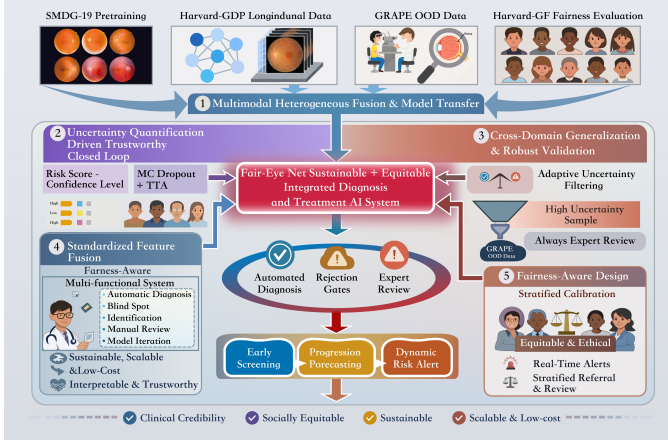 SMDG-19 Pretraining
Harvard-GDP Longindunal Data
GRAPE OOD Data
Harvard-GF Fairness Evaluation
1 Multimodal Heterogeneous Fusion & Model Transfer
2 Uncertainty Quantification
Driven Trustworthy
Closed Loop
3 Cross-Domain Generalization
& Robust Validation
Risk Score -
Confidence Level
MC Dropout
+ TTA
High
Low
High
Fair-Eye Net Sustainable + Equitable
Integrated Diagnosis
and Treatment AI System
Adaptive Uncertainty
Filtering
High Uncertainty
Sample
Always Expert Review
GRAPE
OOD Data
4 Standardized Feature
Fusion
Farness-Aware
Multi-functional System
• Automatic Diagnosis
• Blind Spot
• Identification
• Manual Review
• Model Iteration
Sustainable, Scalable
&Low-Cost
Interpretable & Trustworthy
Automated
Diagnosis
Rejection
Gates
Expert
Review
5 Fairness-Aware Design
Stratified Calibration
Equitable & Ethical
Real-Time Alerts
Stratified Referral
& Review
Early
Screening
Progression
Porecasting
Dynamic
Risk Alert
Clinical Credibility
Socially Equitable
Sustainable
Scalable & Low-cost